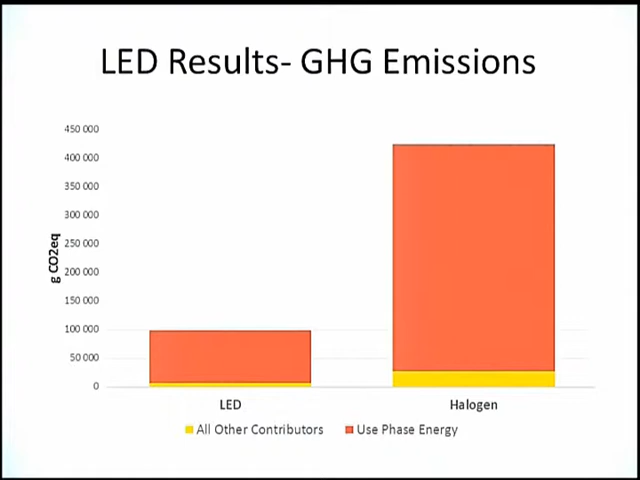 LED Results- GHG Emissions
450 000
400 000
350 000
300 000
250 000
200 000
150 000
100 000
50 000
0
g CO2eq
LED
Halogen
All Other Contributors
Use Phase Energy